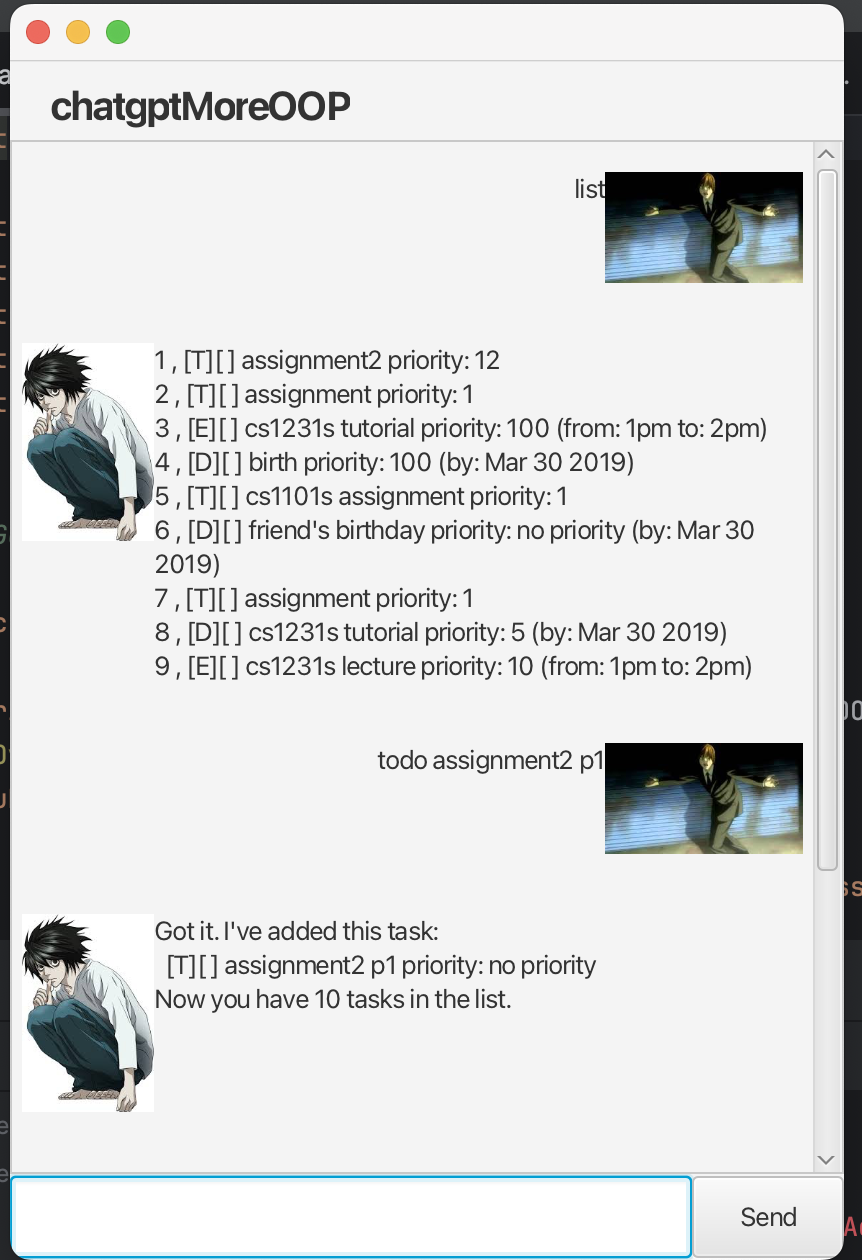 chatgptMoreOOP
list
1 , [T][ ] assignment2 priority: 12
2 , [T][ ] assignment priority: 1
3 , [E][ ] cs1231s tutorial priority: 100 (from: 1pm to: 2pm)
4 , [D][ ] birth priority: 100 (by: Mar 30 2019)
5 , [T][ ] cs1101s assignment priority: 1
6 , [D][ ] friend's birthday priority: no priority (by: Mar 30
2019)
7 , [T][ ] assignment priority: 1
8 , [D][ ] cs1231s tutorial priority: 5 (by: Mar 30 2019)
9 , [E][ ] cs1231s lecture priority: 10 (from: 1pm to: 2pm)
todo assignment2 p1
Got it. I've added this task:
[T][ ] assignment2 p1 priority: no priority
Now you have 10 tasks in the list.
Send